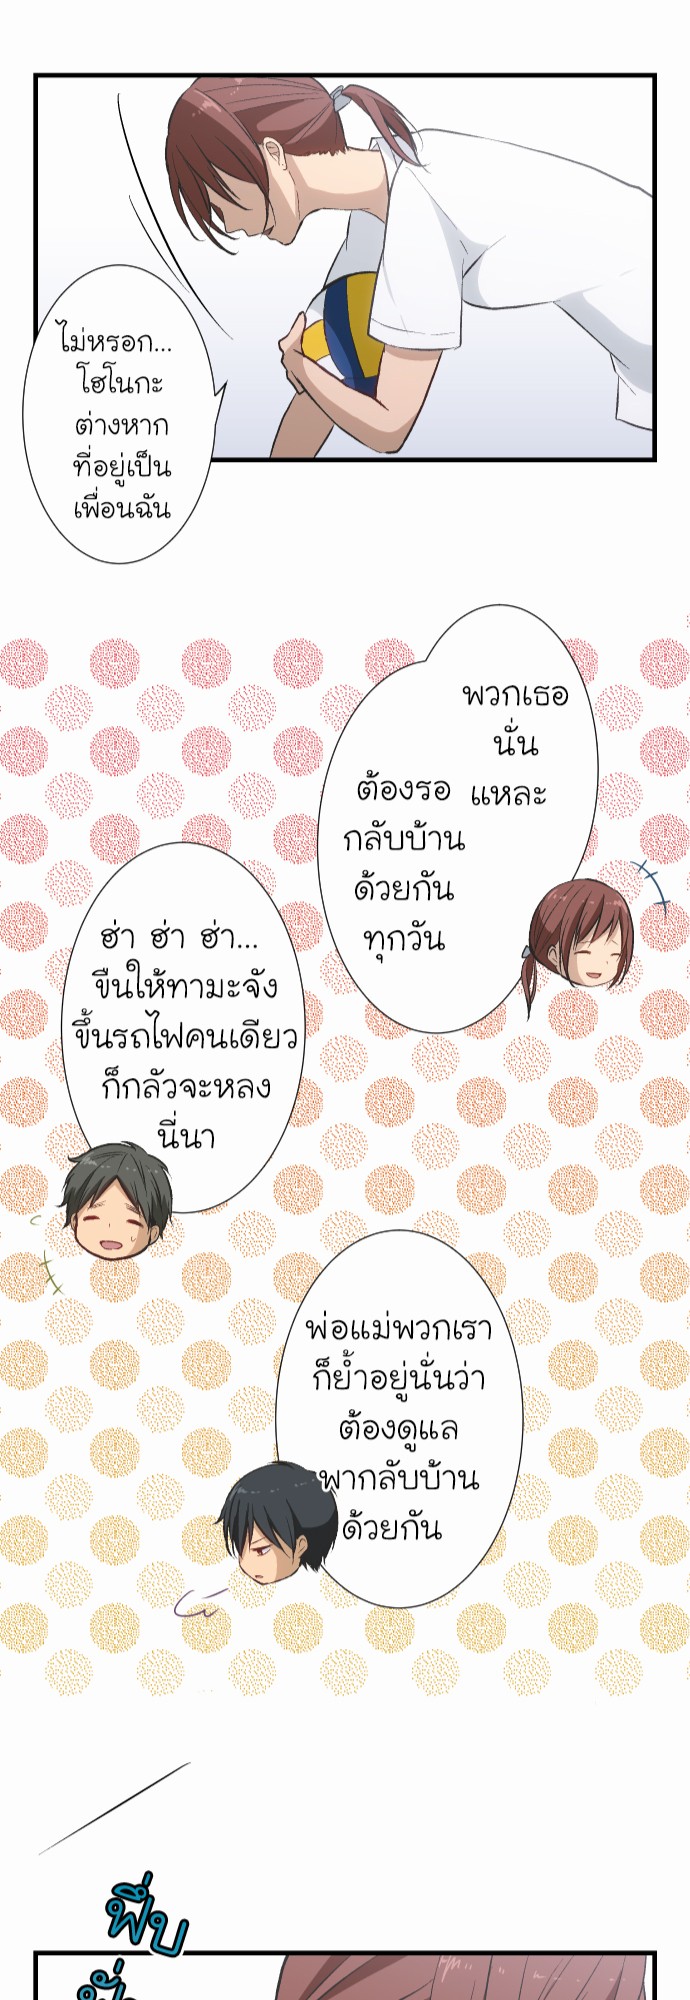 ไม่หรอก...
โฮโนกะ
ต่างหาก
ที่อยู่เป็น
เพื่อนฉัน
พวกเธอ
นั่น
แหละ
ต้องรอ
กลับบ้าน
ด้วยกัน
ทุกวัน
ฮ่า ฮ่า ฮ่า...
ขืนให้ทามะจัง
ขึ้นรถไฟคนเดียว
ก็กลัวจะหลง
นี่นา
พ่อแม่พวกเรา
ก็ย้ำอยู่นั่นว่า
ต้องดูแล
พากลับบ้าน
ด้วยกัน
ฟึ่บ